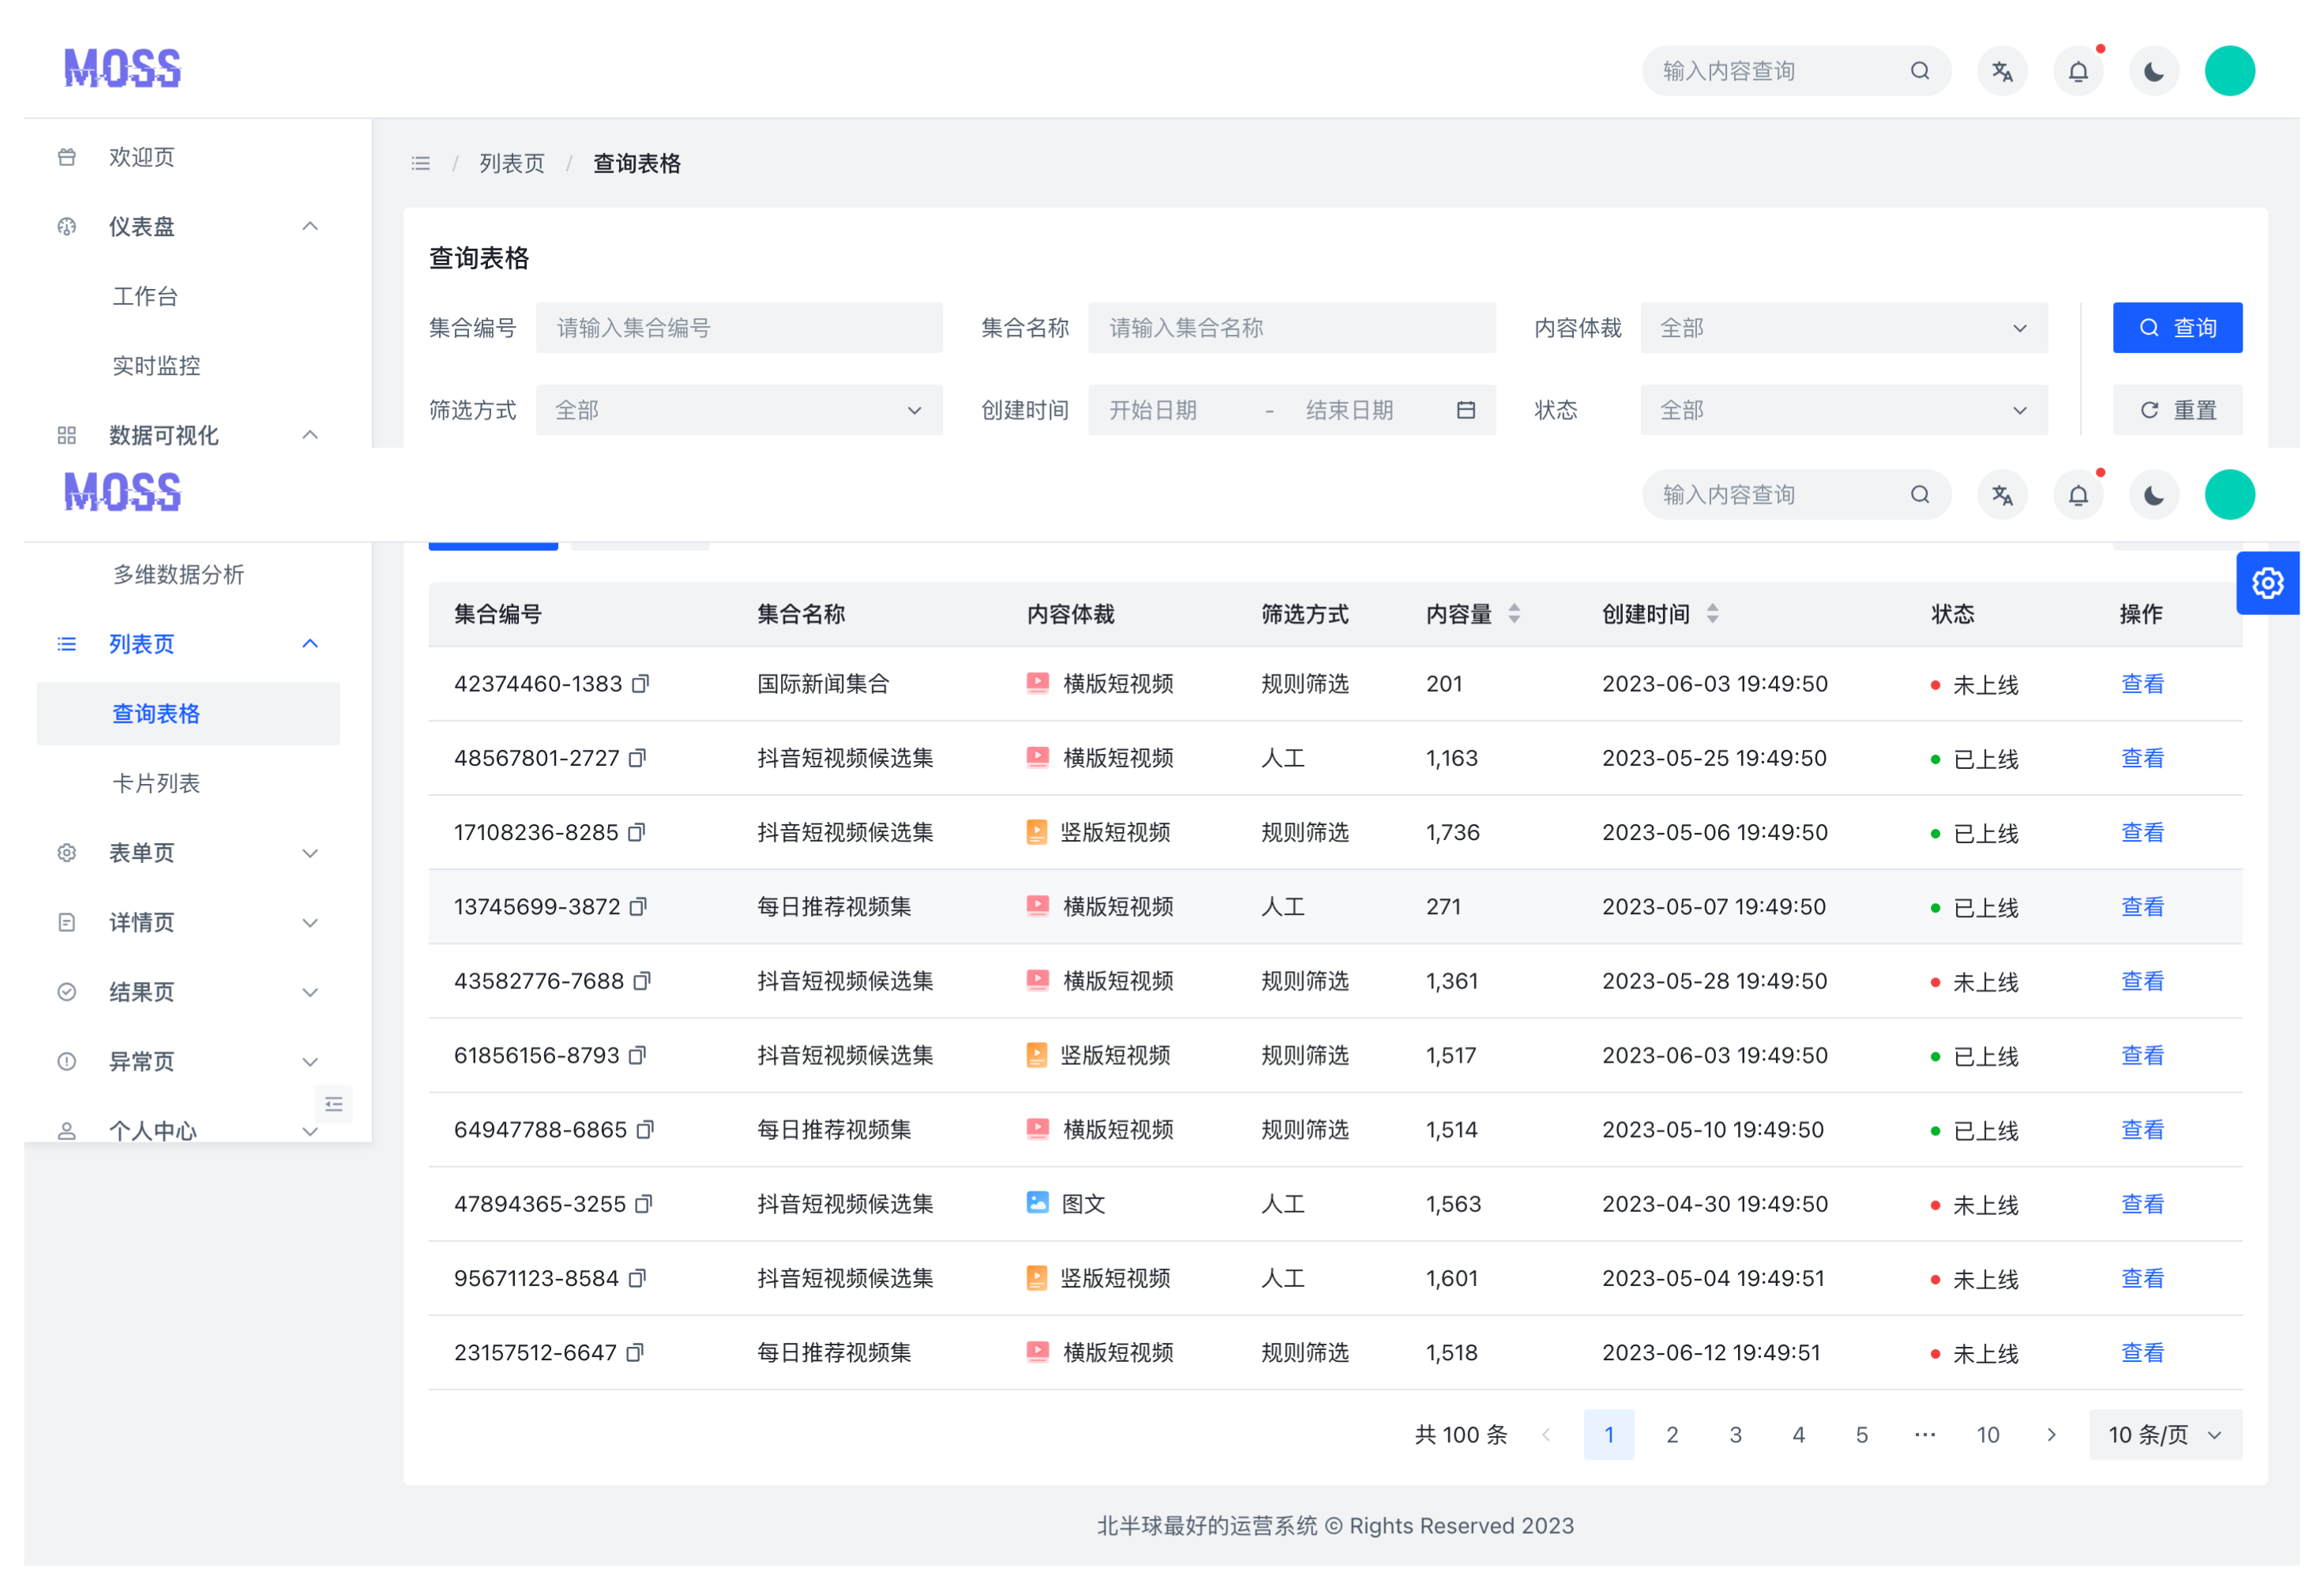 MOSS
输入内容查询
欢迎页
仪表盘
工作台
实时监控
数据可视化
/ 列表页 / 查询表格
查询表格
集合编号 请输入集合编号 集合名称 请输入集合名称 内容体裁 全部 查询
筛选方式 全部 创建时间 开始日期 - 结束日期 状态 全部 重置
MOSS
输入内容查询
多维数据分析
列表页
查询表格
卡片列表
表单页
详情页
结果页
异常页
个人中心
集合编号 集合名称 内容体裁 筛选方式 内容量 创建时间 状态 操作
42374460-1383 国际新闻集合 横版短视频 规则筛选 201 2023-06-03 19:49:50 未上线 查看
48567801-2727 抖音短视频候选集 横版短视频 人工 1,163 2023-05-25 19:49:50 已上线 查看
17108236-8285 抖音短视频候选集 竖版短视频 规则筛选 1,736 2023-05-06 19:49:50 已上线 查看
13745699-3872 每日推荐视频集 横版短视频 人工 271 2023-05-07 19:49:50 已上线 查看
43582776-7688 抖音短视频候选集 横版短视频 规则筛选 1,361 2023-05-28 19:49:50 未上线 查看
61856156-8793 抖音短视频候选集 竖版短视频 规则筛选 1,517 2023-06-03 19:49:50 已上线 查看
64947788-6865 每日推荐视频集 横版短视频 规则筛选 1,514 2023-05-10 19:49:50 已上线 查看
47894365-3255 抖音短视频候选集 图文 人工 1,563 2023-04-30 19:49:50 未上线 查看
95671123-8584 抖音短视频候选集 竖版短视频 人工 1,601 2023-05-04 19:49:51 未上线 查看
23157512-6647 每日推荐视频集 横版短视频 规则筛选 1,518 2023-06-12 19:49:51 未上线 查看
共 100 条 1 2 3 4 5 ··· 10 10 条/页
北半球最好的运营系统 © Rights Reserved 2023